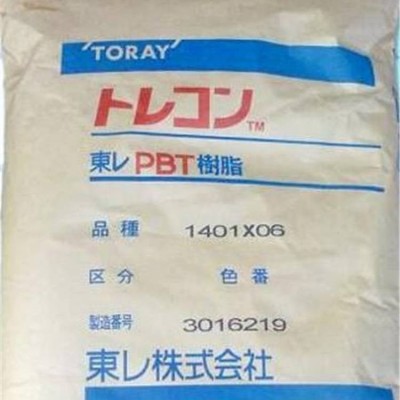 TORAY
トレコン™
東レPBT樹脂
品種 1401X06
区分 色番
製造番号 3016219
東レ株式会社